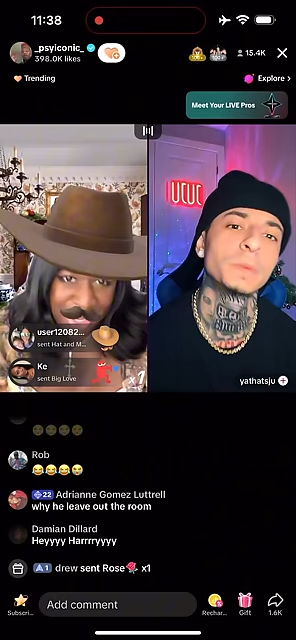 11:38
_psyiconic_
398.0K likes
15.4K
Trending
Explore >
Meet Your LIVE Pros
UCUC
user12082...
sent Hat and M...
Ke
sent Big Love
x1
yathatsju
Rob
😂😂😂😂
22 Adrianne Gomez Luttrell
why he leave out the room
Damian Dillard
Heyyyy Harrrryyyy
1 drew sent Rose🌹 x1
Subscri...
Add comment
Rechar...
Gift
1.6K